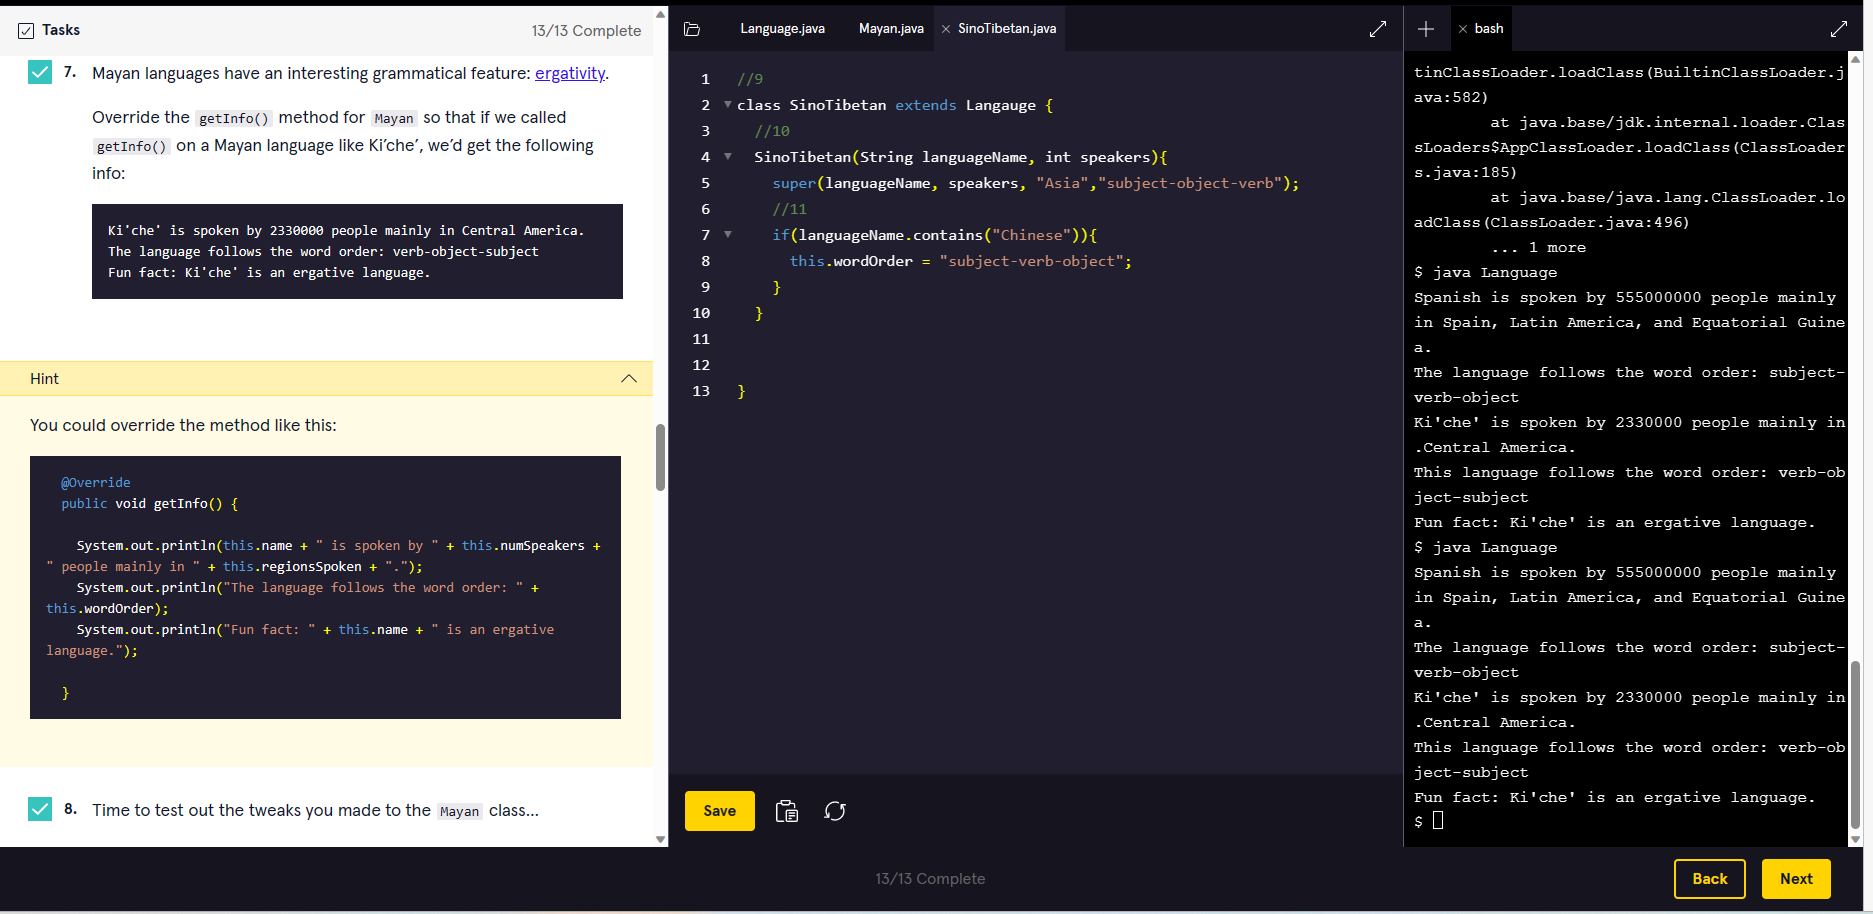 Tasks
13/13 Complete
7. Mayan languages have an interesting grammatical feature: ergativity.
Override the getInfo() method for Mayan so that if we called
getInfo() on a Mayan language like Ki’che’, we’d get the following
info:
Ki'che' is spoken by 2330000 people mainly in Central America.
The language follows the word order: verb-object-subject
Fun fact: Ki'che' is an ergative language.
Hint
You could override the method like this:
@Override
public void getInfo() {
System.out.println(this.name + " is spoken by " + this.numSpeakers +
" people mainly in " + this.regionsSpoken + ".");
System.out.println("The language follows the word order: " +
this.wordOrder);
System.out.println("Fun fact: " + this.name + " is an ergative
language.");
}
8. Time to test out the tweaks you made to the Mayan class...
Language.java
Mayan.java
SinoTibetan.java
1 //9
2 class SinoTibetan extends Langauge {
3 //10
4 SinoTibetan(String languageName, int speakers){
5 super(languageName, speakers, "Asia","subject-object-verb");
6 //11
7 if(languageName.contains("Chinese")){
8 this.wordOrder = "subject-verb-object";
9 }
10 }
11
12
13 }
Save
bash
tinClassLoader.loadClass(BuiltinClassLoader.j
ava:582)
at java.base/jdk.internal.loader.Clas
sLoaders$AppClassLoader.loadClass(ClassLoader
s.java:185)
at java.base/java.lang.ClassLoader.lo
adClass(ClassLoader.java:496)
... 1 more
$ java Language
Spanish is spoken by 555000000 people mainly
in Spain, Latin America, and Equatorial Guine
a.
The language follows the word order: subject-
verb-object
Ki'che' is spoken by 2330000 people mainly in
.Central America.
This language follows the word order: verb-ob
ject-subject
Fun fact: Ki'che' is an ergative language.
$ java Language
Spanish is spoken by 555000000 people mainly
in Spain, Latin America, and Equatorial Guine
a.
The language follows the word order: subject-
verb-object
Ki'che' is spoken by 2330000 people mainly in
.Central America.
This language follows the word order: verb-ob
ject-subject
Fun fact: Ki'che' is an ergative language.
$
13/13 Complete
Back
Next